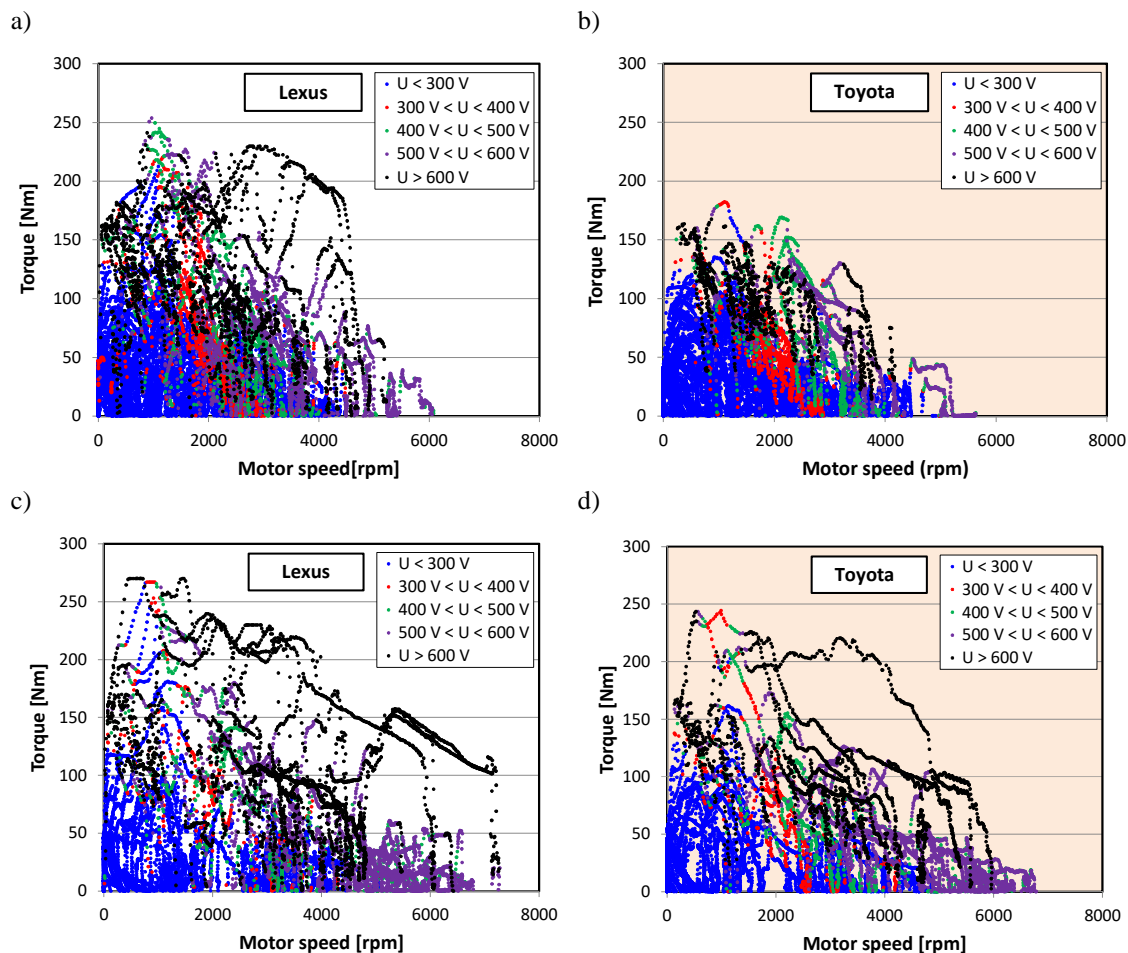 a)
b)
300
250
200
150
100
50
0
Torque [Nm]
Lexus
U < 300 V
300 V < U < 400 V
400 V < U < 500 V
500 V < U < 600 V
U > 600 V
0 2000 4000 6000 8000
Motor speed[rpm]
300
250
200
150
100
50
0
Torque [Nm]
Toyota
U < 300 V
300 V < U < 400 V
400 V < U < 500 V
500 V < U < 600 V
U > 600 V
0 2000 4000 6000 8000
Motor speed (rpm)
c)
d)
300
250
200
150
100
50
0
Torque [Nm]
Lexus
U < 300 V
300 V < U < 400 V
400 V < U < 500 V
500 V < U < 600 V
U > 600 V
0 2000 4000 6000 8000
Motor speed [rpm]
300
250
200
150
100
50
0
Torque [Nm]
Toyota
U < 300 V
300 V < U < 400 V
400 V < U < 500 V
500 V < U < 600 V
U > 600 V
0 2000 4000 6000 8000
Motor speed [rpm]